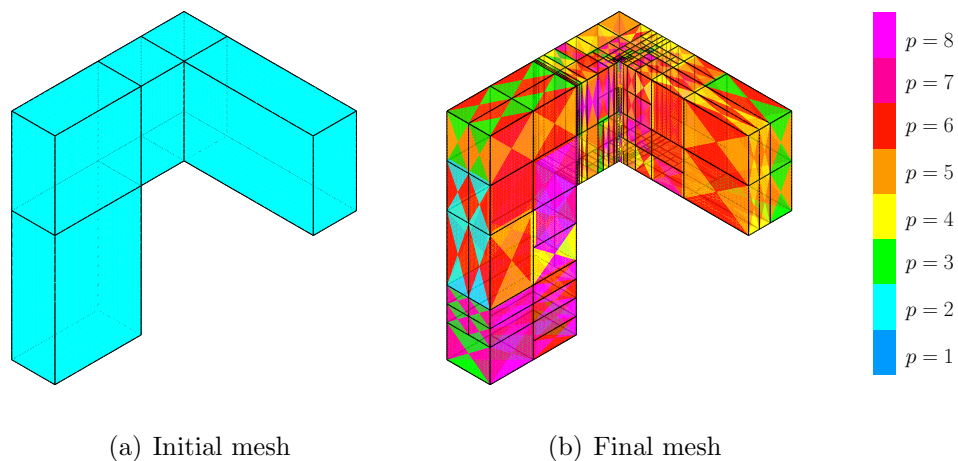 p = 8
p = 7
p = 6
p = 5
p = 4
p = 3
p = 2
p = 1
(a) Initial mesh
(b) Final mesh